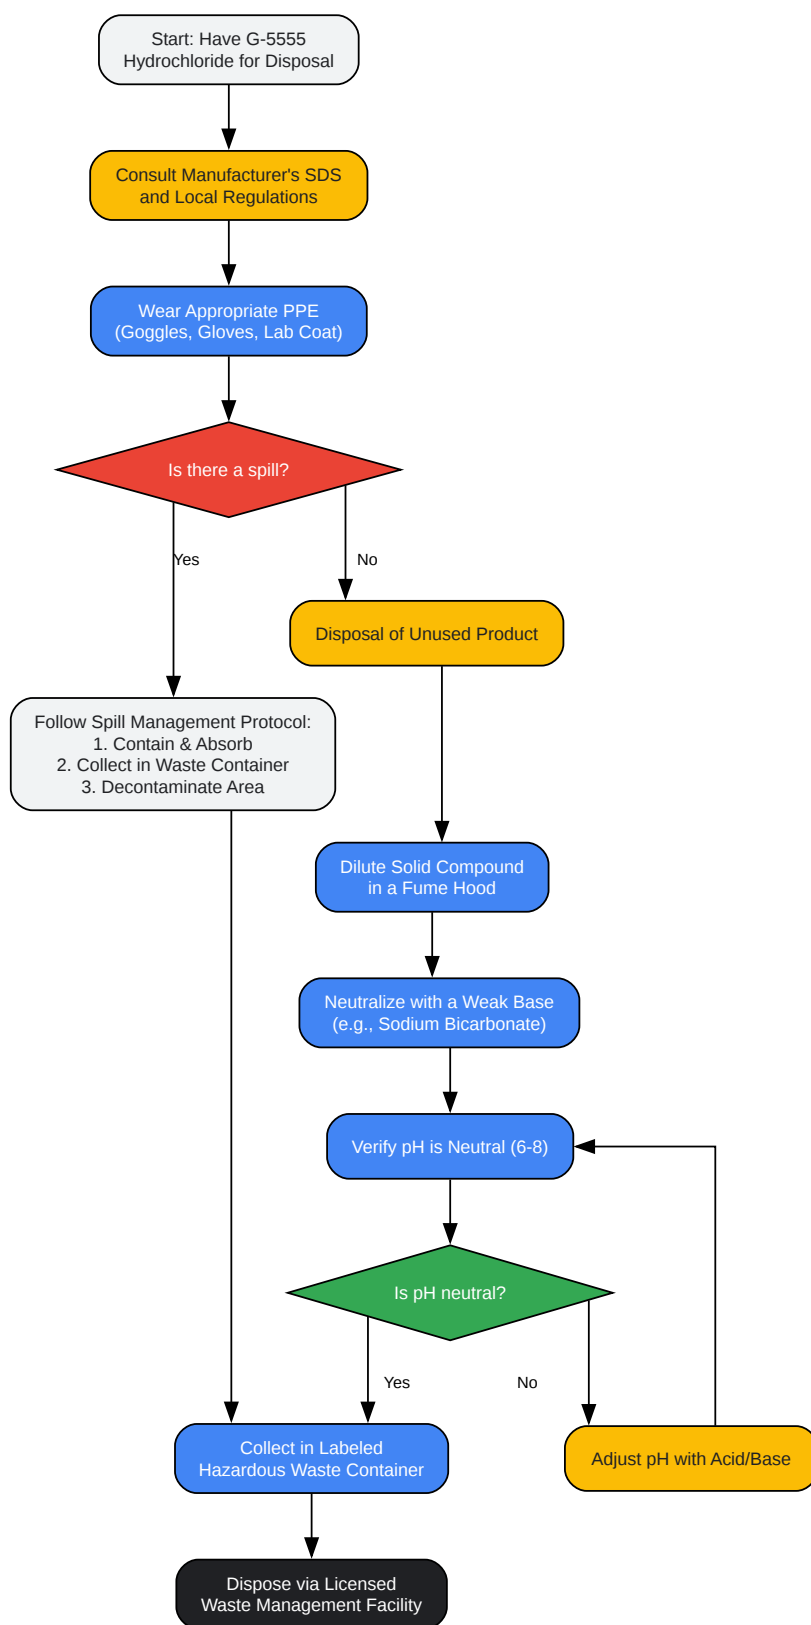 Start: Have G-5555
Hydrochloride for Disposal
Consult Manufacturer's SDS
and Local Regulations
Wear Appropriate PPE
(Goggles, Gloves, Lab Coat)
Is there a spill?
Yes
No
Disposal of Unused Product
Follow Spill Management Protocol:
1. Contain & Absorb
2. Collect in Waste Container
3. Decontaminate Area
Dilute Solid Compound
in a Fume Hood
Neutralize with a Weak Base
(e.g., Sodium Bicarbonate)
Verify pH is Neutral (6-8)
Is pH neutral?
Yes
No
Collect in Labeled
Hazardous Waste Container
Adjust pH with Acid/Base
Dispose via Licensed
Waste Management Facility